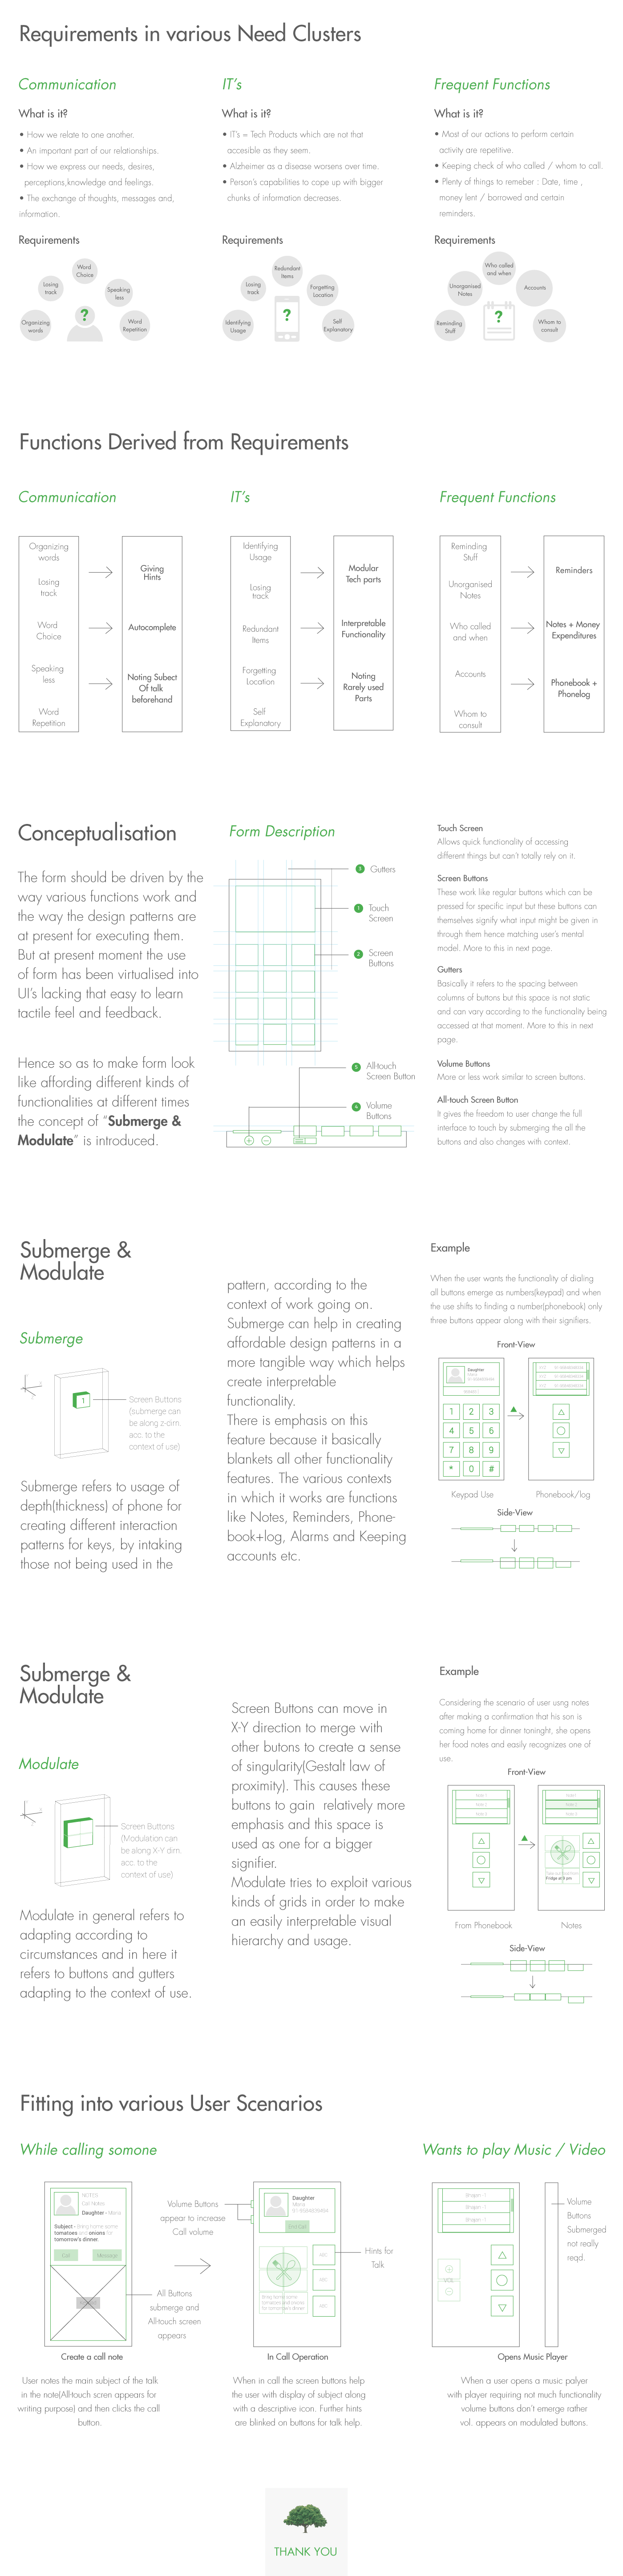 Requirements in various Need Clusters
Communication
What is it?
• How we relate to one another.
• An important part of our relationships.
• How we express our needs, desires,
perceptions,knowledge and feelings.
• The exchange of thoughts, messages and,
information.
Requirements
Word
Choice
Losing
track
Speaking
less
Organizing
words
?
Word
Repetition
IT's
What is it?
• IT's = Tech Products which are not that
accesible as they seem.
• Alzheimer as a disease worsens over time.
• Person's capabilities to cope up with bigger
chunks of information decreases.
Requirements
Redundant
Items
Losing
track
Forgetting
Location
Identifying
Usage
?
Self
Explanatory
Frequent Functions
What is it?
• Most of our actions to perform certain
activity are repetitive.
• Keeping check of who called / whom to call.
• Plenty of things to remeber : Date, time ,
money lent / borrowed and certain
reminders.
Requirements
Who called
and when
Unorganised
Notes
Accounts
Reminding
Stuff
?
Whom to
consult
Functions Derived from Requirements
Communication
Organizing
words
Losing
track
Word
Choice
Speaking
less
Word
Repetition
Giving
Hints
Autocomplete
Noting Subect
Of talk
beforehand
IT's
Identifying
Usage
Losing
track
Redundant
Items
Forgetting
Location
Self
Explanatory
Modular
Tech parts
Interpretable
Functionality
Noting
Rarely used
Parts
Frequent Functions
Reminding
Stuff
Unorganised
Notes
Who called
and when
Accounts
Whom to
consult
Reminders
Notes + Money
Expenditures
Phonebook +
Phonelog
Conceptualisation
The form should be driven by the
way various functions work and
the way the design patterns are
at present for executing them.
But at present moment the use
of form has been virtualised into
UI's lacking that easy to learn
tactile feel and feedback.
Hence so as to make form look
like affording different kinds of
functionalities at different times
the concept of "Submerge &
Modulate" is introduced.
Form Description
3 Gutters
1 Touch
Screen
2 Screen
Buttons
5 All-touch
Screen Button
4 Volume
Buttons
Touch Screen
Allows quick functionality of accessing
different things but can't totally rely on it.
Screen Buttons
These work like regular buttons which can be
pressed for specific input but these buttons can
themselves signify what input might be given in
through them hence matching user's mental
model. More to this in next page.
Gutters
Basically it refers to the spacing between
columns of buttons but this space is not static
and can vary according to the functionality being
accessed at that moment. More to this in next
page.
Volume Buttons
More or less work similar to screen buttons.
All-touch Screen Button
It gives the freedom to user change the full
interface to touch by submerging the all the
buttons and also changes with context.
Submerge &
Modulate
Submerge
1
Screen Buttons
(submerge can
be along z-dirn.
acc. to the
context of use)
Submerge refers to usage of
depth(thickness) of phone for
creating different interaction
patterns for keys, by intaking
those not being used in the
pattern, according to the
context of work going on.
Submerge can help in creating
affordable design patterns in a
more tangible way which helps
create interpretable
functionality.
There is emphasis on this
feature because it basically
blankets all other functionality
features. The various contexts
in which it works are functions
like Notes, Reminders, Phone-
book+log, Alarms and Keeping
accounts etc.
Example
When the user wants the functionality of dialing
all buttons emerge as numbers(keypad) and when
the use shifts to finding a number(phonebook) only
three buttons appear along with their signifiers.
Front-View
Daughter
1 2 3
4 5 6
7 8 9
* 0 #
Keypad Use
Phonebook/log
Side-View
Submerge &
Modulate
Modulate
Screen Buttons
(Modulation can
be along X-Y dirn.
acc. to the
context of use)
Modulate in general refers to
adapting according to
circumstances and in here it
refers to buttons and gutters
adapting to the context of use.
Screen Buttons can move in
X-Y direction to merge with
other butons to create a sense
of singularity(Gestalt law of
proximity). This causes these
buttons to gain relatively more
emphasis and this space is
used as one for a bigger
signifier.
Modulate tries to exploit various
kinds of grids in order to make
an easily interpretable visual
hierarchy and usage.
Example
Considering the scenario of user usng notes
after making a confirmation that his son is
coming home for dinner toninght, she opens
her food notes and easily recognizes one of
use.
Front-View
From Phonebook
Notes
Side-View
Fitting into various User Scenarios
While calling somone
NOTES:
Call Notes
Daughter - Maria
Subject - Bring home some
tomatoes and onions for
tomorrow's dinner.
Call
Message
Create a call note
Volume Buttons
appear to increase
Call volume
All Buttons
submerge and
All-touch screen
appears
Daughter
Maria
End Call
Hints for
Talk
ABC
ABC
ABC
In Call Operation
User notes the main subject of the talk
in the note(All-touch scren appears for
writing purpose) and then clicks the call
button.
When in call the screen buttons help
the user with display of subject along
with a descriptive icon. Further hints
are blinked on buttons for talk help.
Wants to play Music / Video
VOL
Volume
Buttons
Submerged
not really
reqd.
Opens Music Player
When a user opens a music palyer
with player requiring not much functionality
volume buttons don't emerge rather
vol. appears on modulated buttons.
THANK YOU